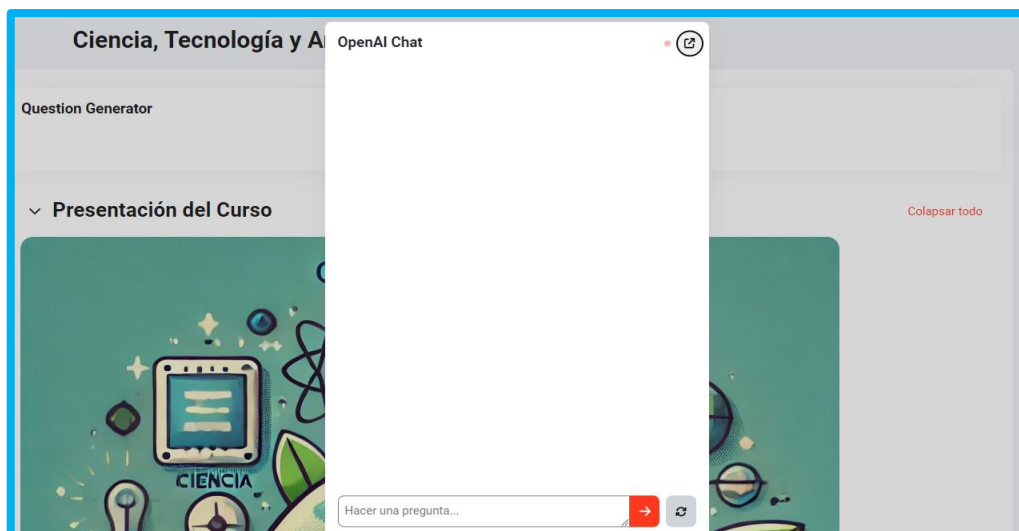 Ciencia, Tecnología y A
OpenAI Chat
Question Generator
Presentación del Curso
Colapsar todo
CIENCIA
Hacer una pregunta...